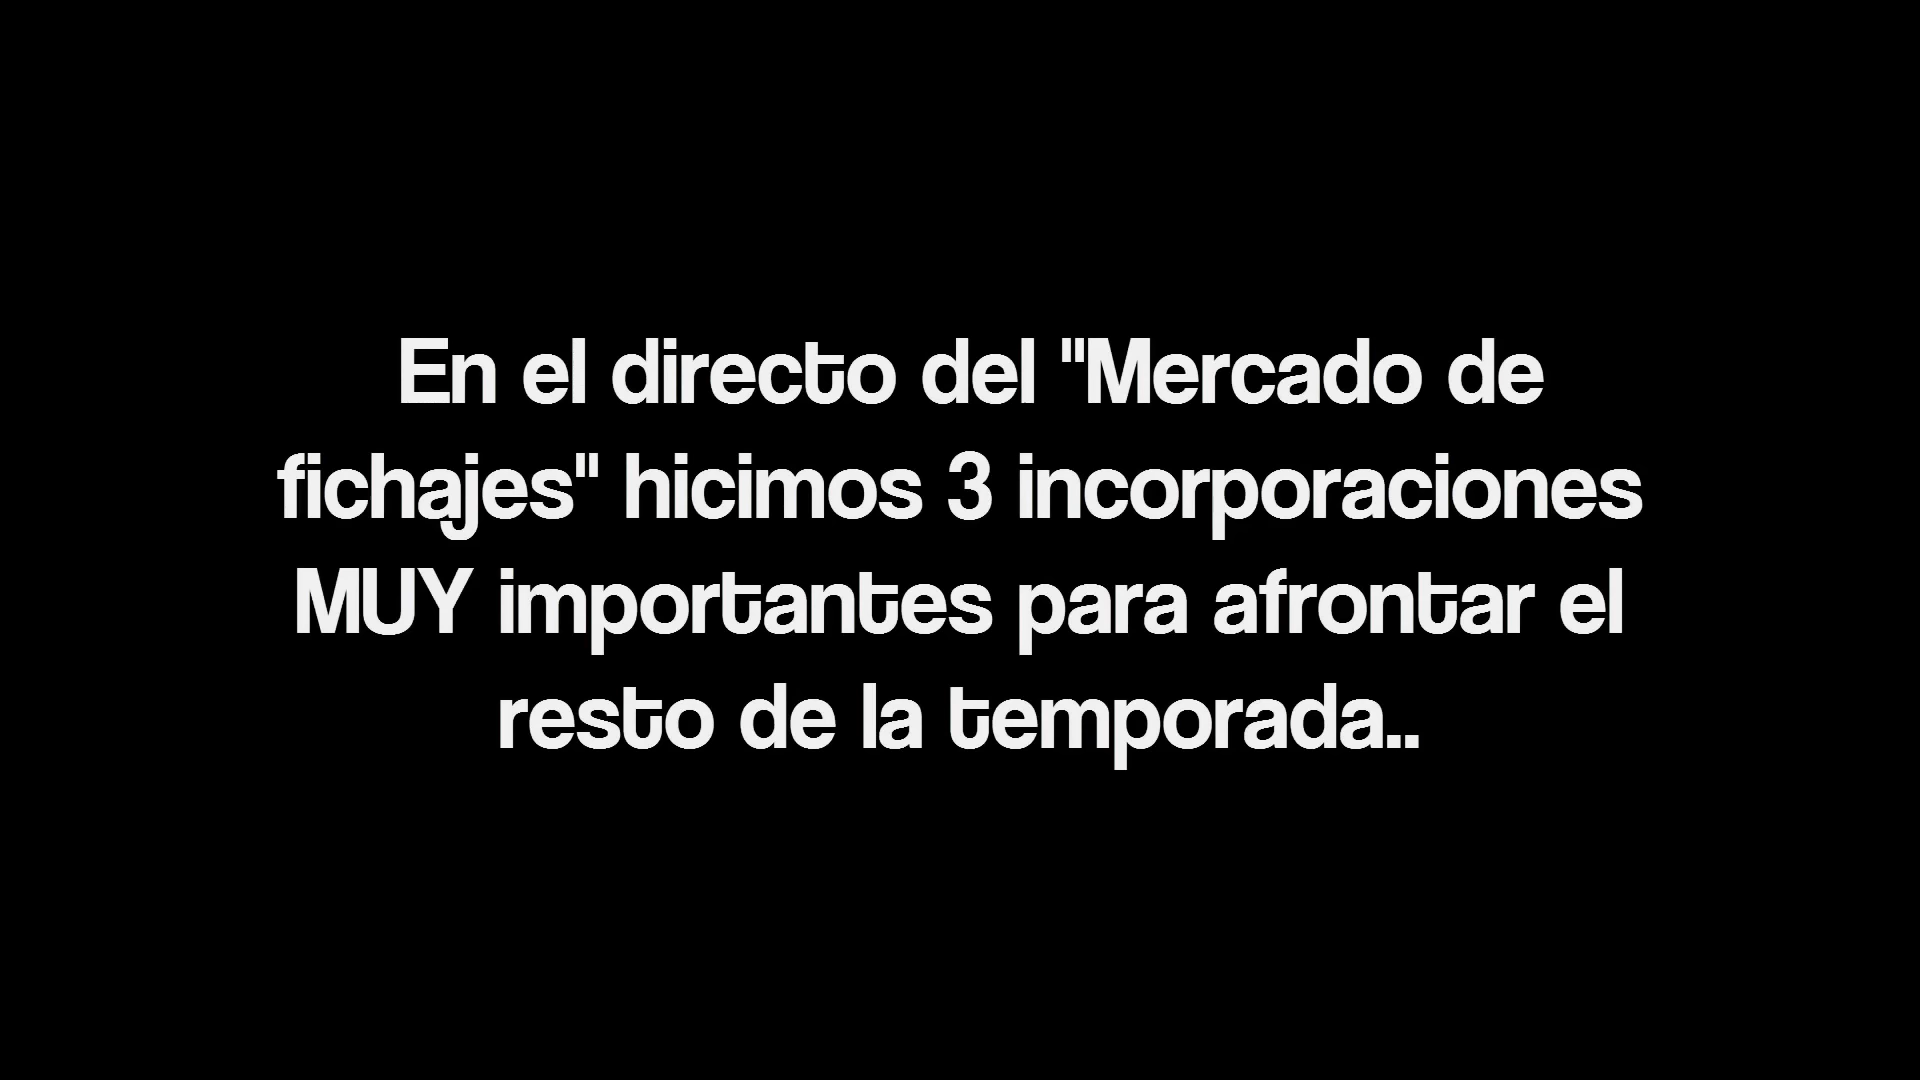 En el directo del "Mercado de
fichajes" hicimos 3 incorporaciones
MUY importantes para afrontar el
resto de la temporada..